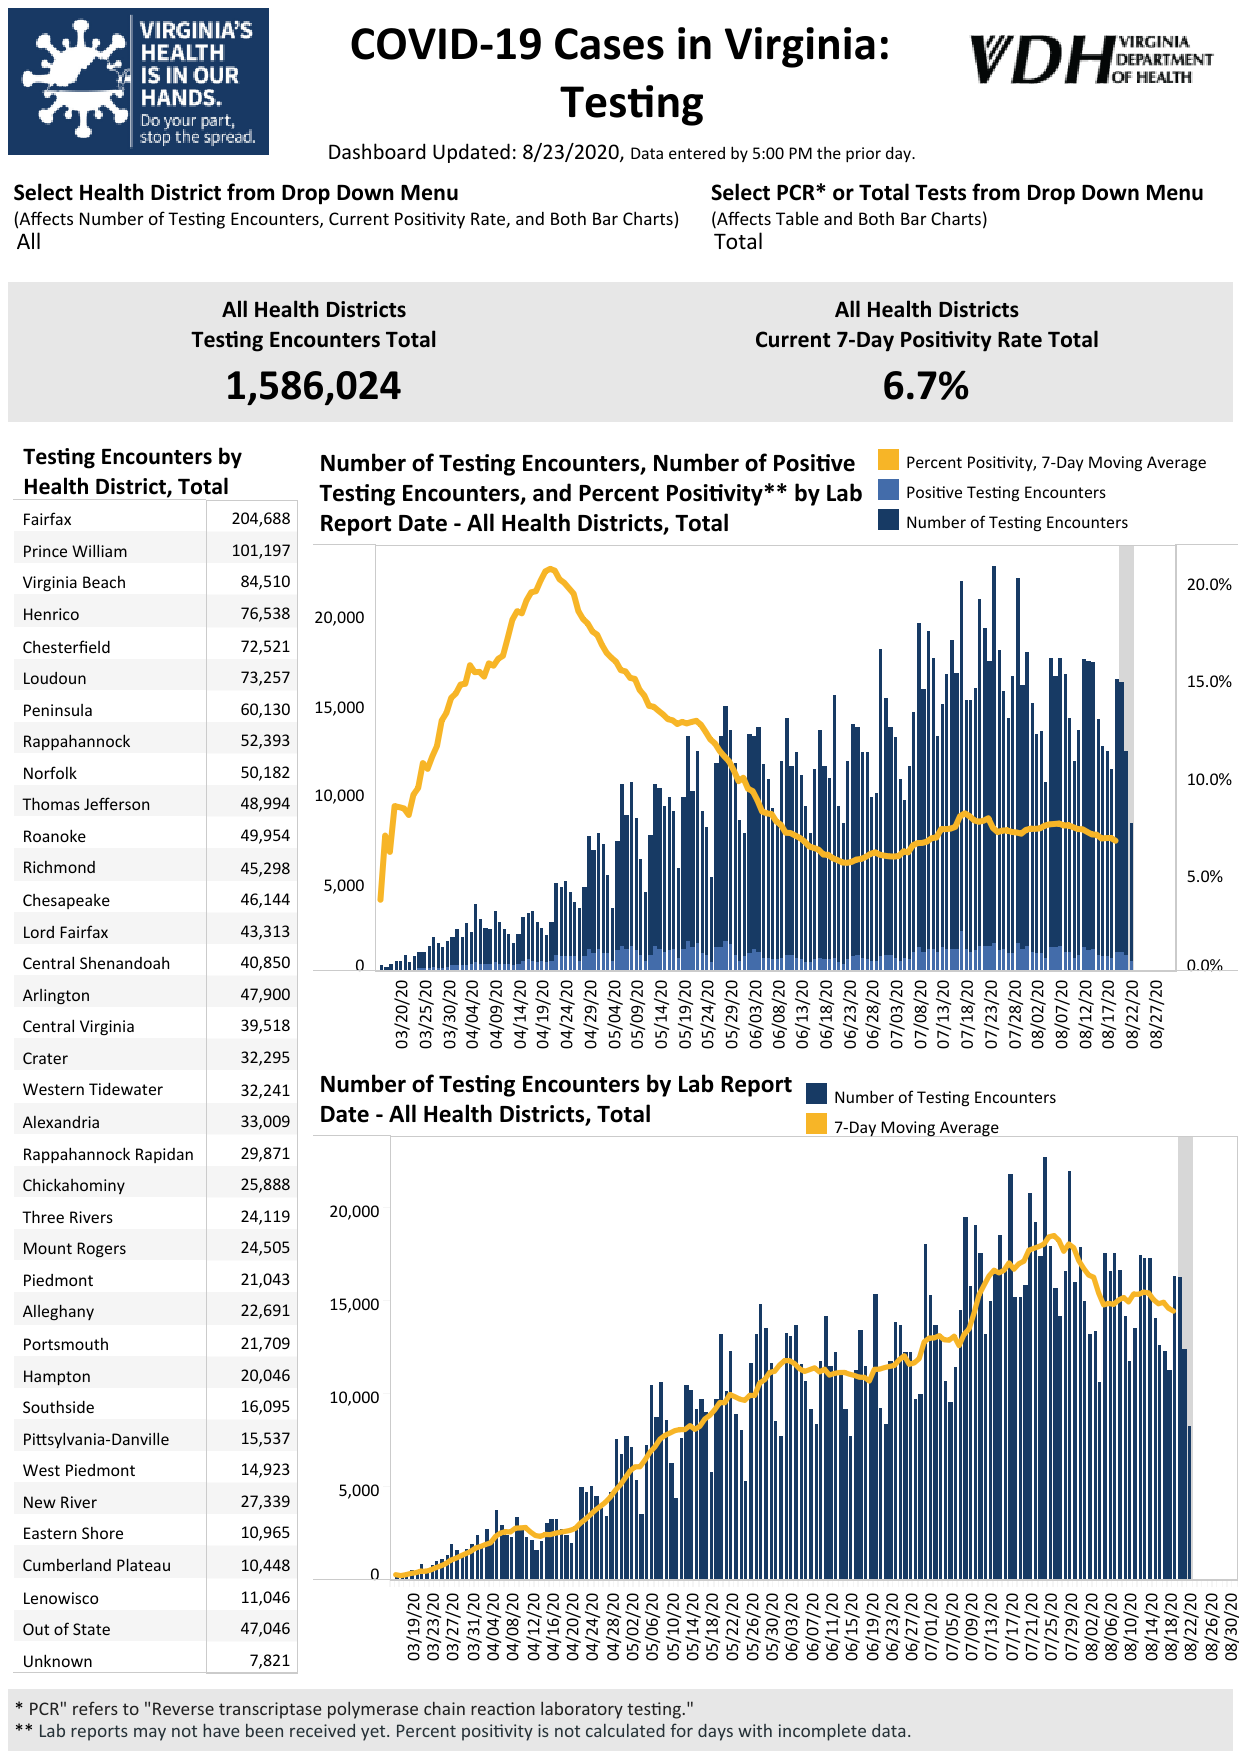 VIRGINIA'S
HEALTH
IS IN OUR
HANDS.
Do your part,
stop the spread.
COVID-19 Cases in Virginia:
Testing
VDH VIRGINIA
DEPARTMENT
OF HEALTH
Dashboard Updated: 8/23/2020, Data entered by 5:00 PM the prior day.
Select Health District from Drop Down Menu
(Affects Number of Testing Encounters, Current Positivity Rate, and Both Bar Charts)
All
Select PCR* or Total Tests from Drop Down Menu
(Affects Table and Both Bar Charts)
Total
All Health Districts
Testing Encounters Total
1,586,024
All Health Districts
Current 7-Day Positivity Rate Total
6.7%
Testing Encounters by
Health District, Total
Fairfax 204,688
Prince William 101,197
Virginia Beach 84,510
Henrico 76,538
Chesterfield 72,521
Loudoun 73,257
Peninsula 60,130
Rappahannock 52,393
Norfolk 50,182
Thomas Jefferson 48,994
Roanoke 49,954
Richmond 45,298
Chesapeake 46,144
Lord Fairfax 43,313
Central Shenandoah 40,850
Arlington 47,900
Central Virginia 39,518
Crater 32,295
Western Tidewater 32,241
Alexandria 33,009
Rappahannock Rapidan 29,871
Chickahominy 25,888
Three Rivers 24,119
Mount Rogers 24,505
Piedmont 21,043
Alleghany 22,691
Portsmouth 21,709
Hampton 20,046
Southside 16,095
Pittsylvania-Danville 15,537
West Piedmont 14,923
New River 27,339
Eastern Shore 10,965
Cumberland Plateau 10,448
Lenowisco 11,046
Out of State 47,046
Unknown 7,821
Number of Testing Encounters, Number of Positive
Testing Encounters, and Percent Positivity** by Lab
Report Date - All Health Districts, Total
Percent Positivity, 7-Day Moving Average
Positive Testing Encounters
Number of Testing Encounters
20,000
15,000
10,000
5,000
0
20.0%
15.0%
10.0%
5.0%
0.0%
03/20/20 03/25/20 03/30/20 04/04/20 04/09/20 04/14/20 04/19/20 04/24/20 04/29/20 05/04/20 05/09/20 05/14/20 05/19/20 05/24/20 05/29/20 06/03/20 06/08/20 06/13/20 06/18/20 06/23/20 06/28/20 07/03/20 07/08/20 07/13/20 07/18/20 07/23/20 07/28/20 08/02/20 08/07/20 08/12/20 08/17/20 08/22/20 08/27/20
Number of Testing Encounters by Lab Report
Date - All Health Districts, Total
Number of Testing Encounters
7-Day Moving Average
20,000
15,000
10,000
5,000
0
03/19/20 03/23/20 03/27/20 03/31/20 04/04/20 04/08/20 04/12/20 04/16/20 04/20/20 04/24/20 04/28/20 05/02/20 05/06/20 05/10/20 05/14/20 05/18/20 05/22/20 05/26/20 05/30/20 06/03/20 06/07/20 06/11/20 06/15/20 06/19/20 06/23/20 06/27/20 07/01/20 07/05/20 07/09/20 07/13/20 07/17/20 07/21/20 07/25/20 07/29/20 08/02/20 08/06/20 08/10/20 08/14/20 08/18/20 08/22/20 08/26/20 08/30/20
* PCR" refers to "Reverse transcriptase polymerase chain reaction laboratory testing."
** Lab reports may not have been received yet. Percent positivity is not calculated for days with incomplete data.